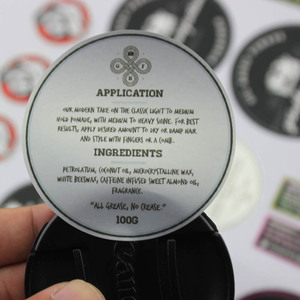 APPLICATION
OUR MODERN TAKE ON THE CLASSIC LIGHT TO MEDIUM
HOLD POMADE, WITH MEDIUM TO HEAVY SHINE. FOR BEST
RESULTS, APPLY DESIRED AMOUNT TO DRY OR DAMP HAIR
AND STYLE WITH FINGERS OR A COMB.
INGREDIENTS
PETROLATUM, COCONUT OIL, MICROCRYSTALLINE WAX,
WHITE BEESWAX, CAFFEINE INFUSED SWEET ALMOND OIL,
FRAGRANCE.
"ALL GREASE, NO CREASE."
100G